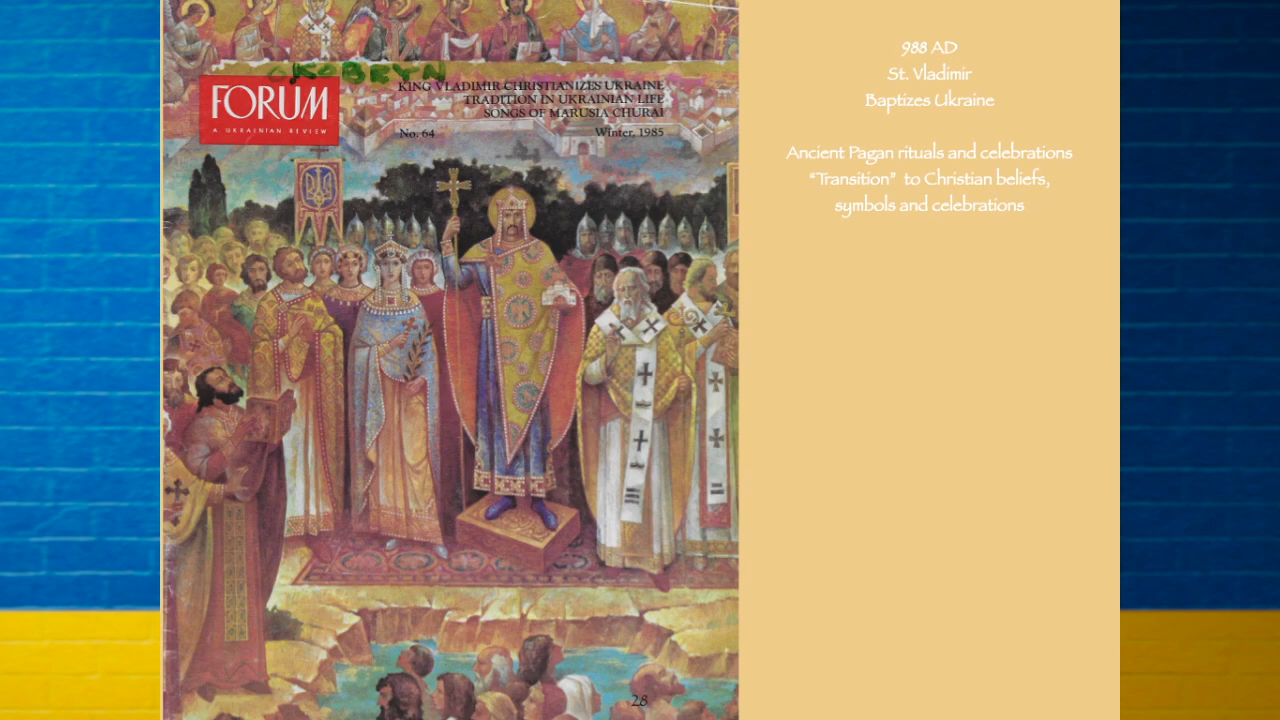 SKOBRYN
FORUM
A UKRAINIAN REVIEW
KING VLADIMIR CHRISTIANIZES UKRAINE
TRADITION IN UKRAINIAN LIFE
SONGS OF MARUSIA CHURAI
No. 64 Winter, 1985
28
988 AD
St. Vladimir
Baptizes Ukraine
Ancient Pagan rituals and celebrations
“Transition” to Christian beliefs,
symbols and celebrations